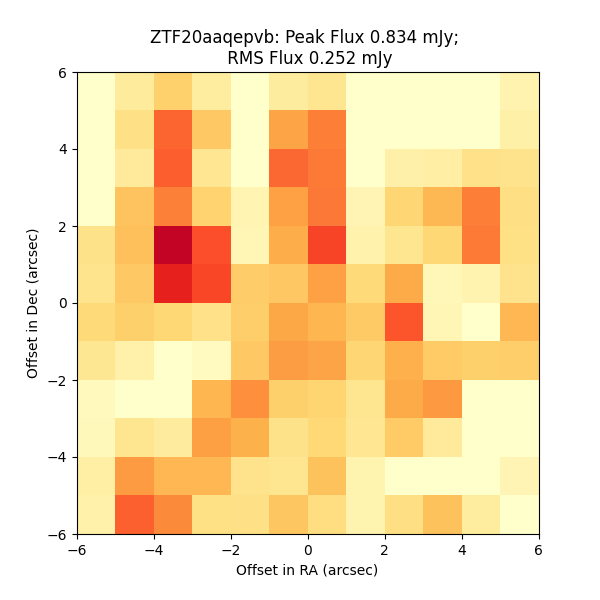 ZTF20aaqepvb: Peak Flux 0.834 mJy;
RMS Flux 0.252 mJy
6
4
2
0
−2
−4
−6
Offset in Dec (arcsec)
−6 −4 −2 0 2 4 6
Offset in RA (arcsec)